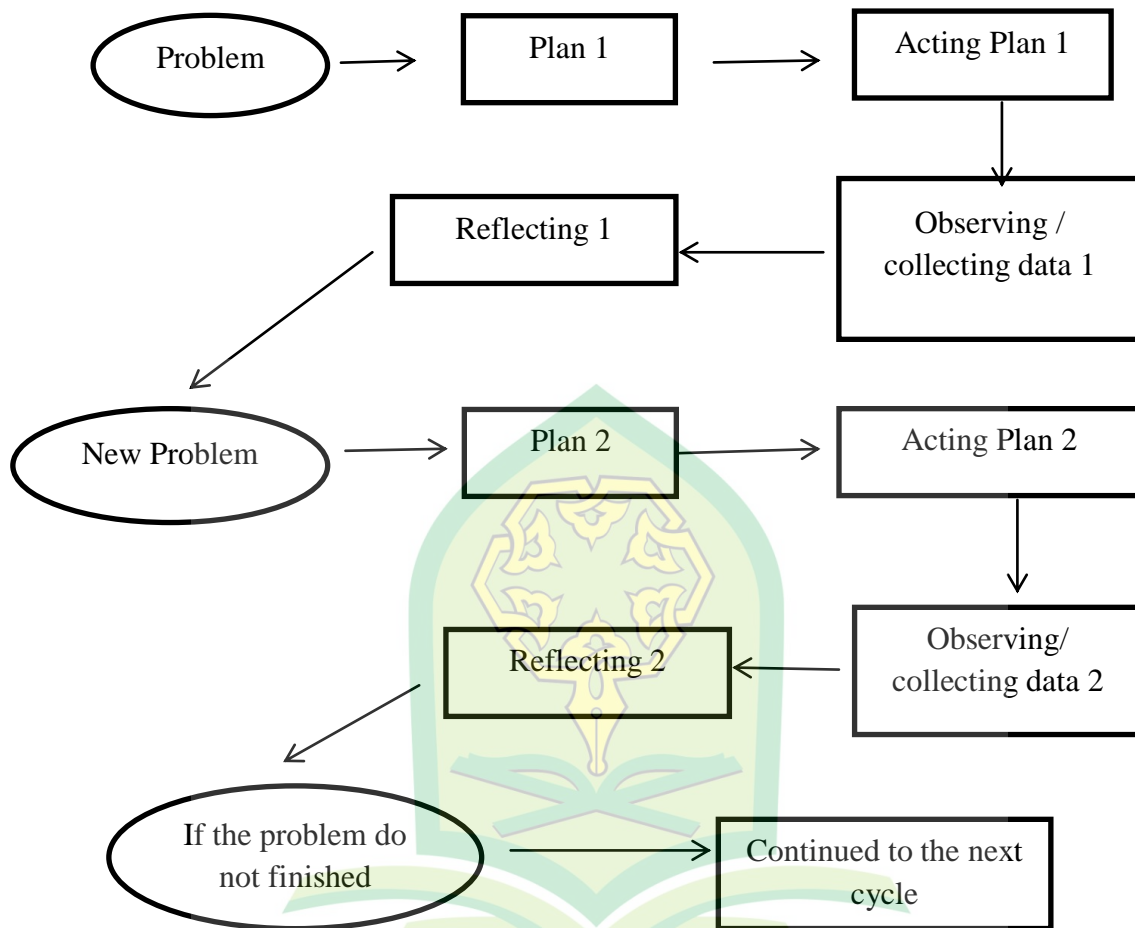 Problem
Plan 1
Acting Plan 1
Reflecting 1
Observing /
collecting data 1
New Problem
Plan 2
Acting Plan 2
Reflecting 2
Observing/
collecting data 2
If the problem do
not finished
Continued to the next
cycle